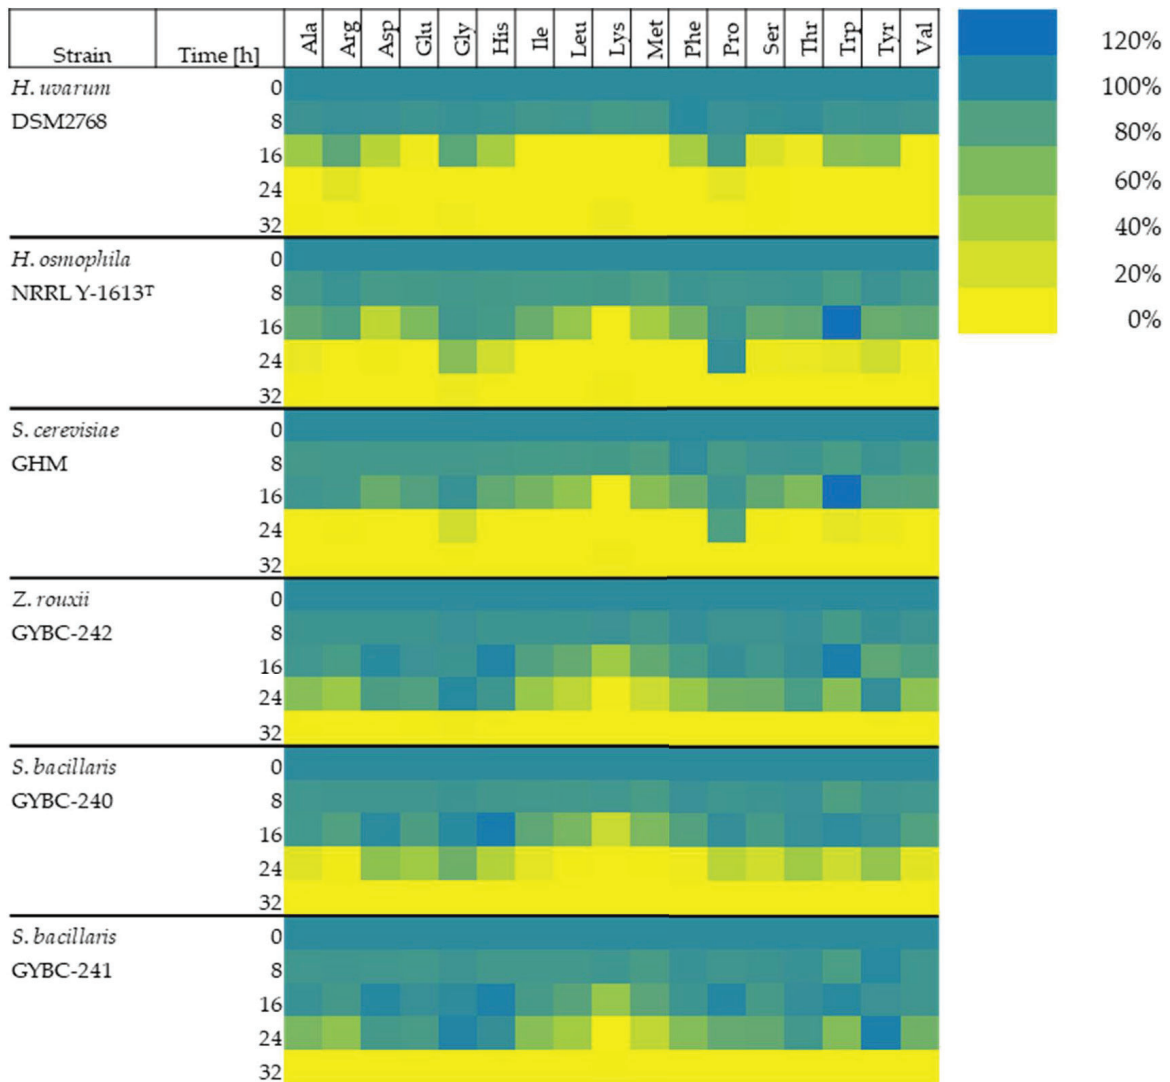 Strain Time [h] Ala Arg Asp Glu Gly His Ile Leu Lys Met Phe Pro Ser Thr Trp Tyr Val
H. uvarum 0
DSM2768 8
16
24
32
H. osmophila 0
NRRL Y-1613ᵀ 8
16
24
32
S. cerevisiae 0
GHM 8
16
24
32
Z. rouxii 0
GYBC-242 8
16
24
32
S. bacillaris 0
GYBC-240 8
16
24
32
S. bacillaris 0
GYBC-241 8
16
24
32
120%
100%
80%
60%
40%
20%
0%